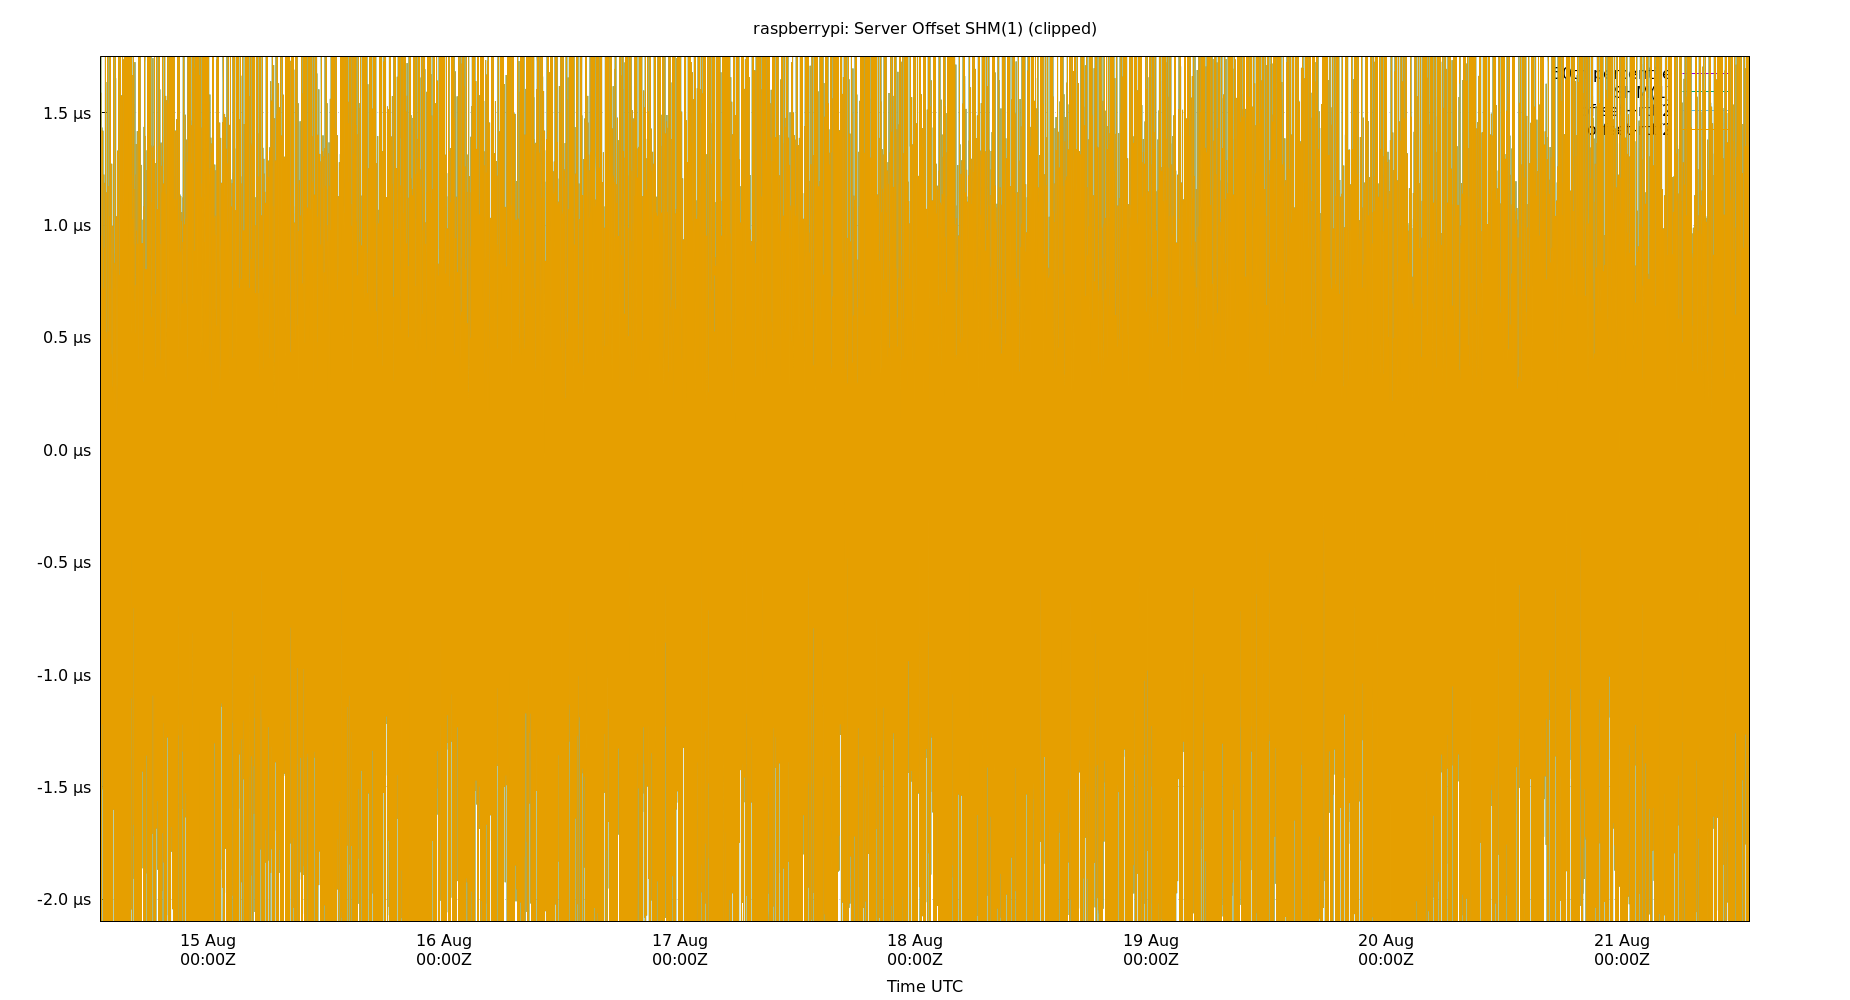 raspberrypi: Server Offset SHM(1) (clipped)
1.5 µs
1.0 µs
0.5 µs
0.0 µs
-0.5 µs
-1.0 µs
-1.5 µs
-2.0 µs
15 Aug 16 Aug 17 Aug 18 Aug 19 Aug 20 Aug 21 Aug
00:00Z 00:00Z 00:00Z 00:00Z 00:00Z 00:00Z 00:00Z
Time UTC